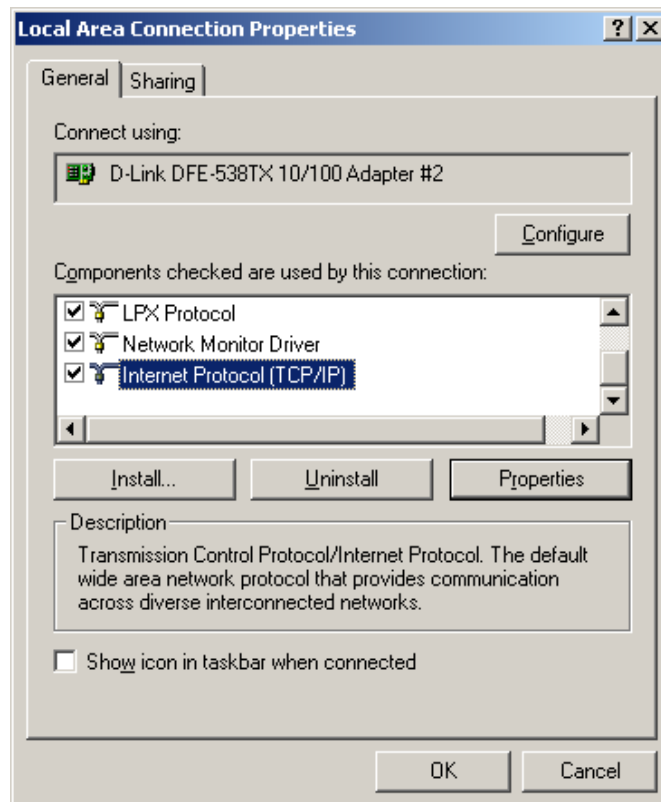 Local Area Connection Properties
General
Sharing
Connect using:
D-Link DFE-538TX 10/100 Adapter #2
Configure
Components checked are used by this connection:
LPX Protocol
Network Monitor Driver
Internet Protocol (TCP/IP)
Install...
Uninstall
Properties
Description
Transmission Control Protocol/Internet Protocol. The default
wide area network protocol that provides communication
across diverse interconnected networks.
Show icon in taskbar when connected
OK
Cancel